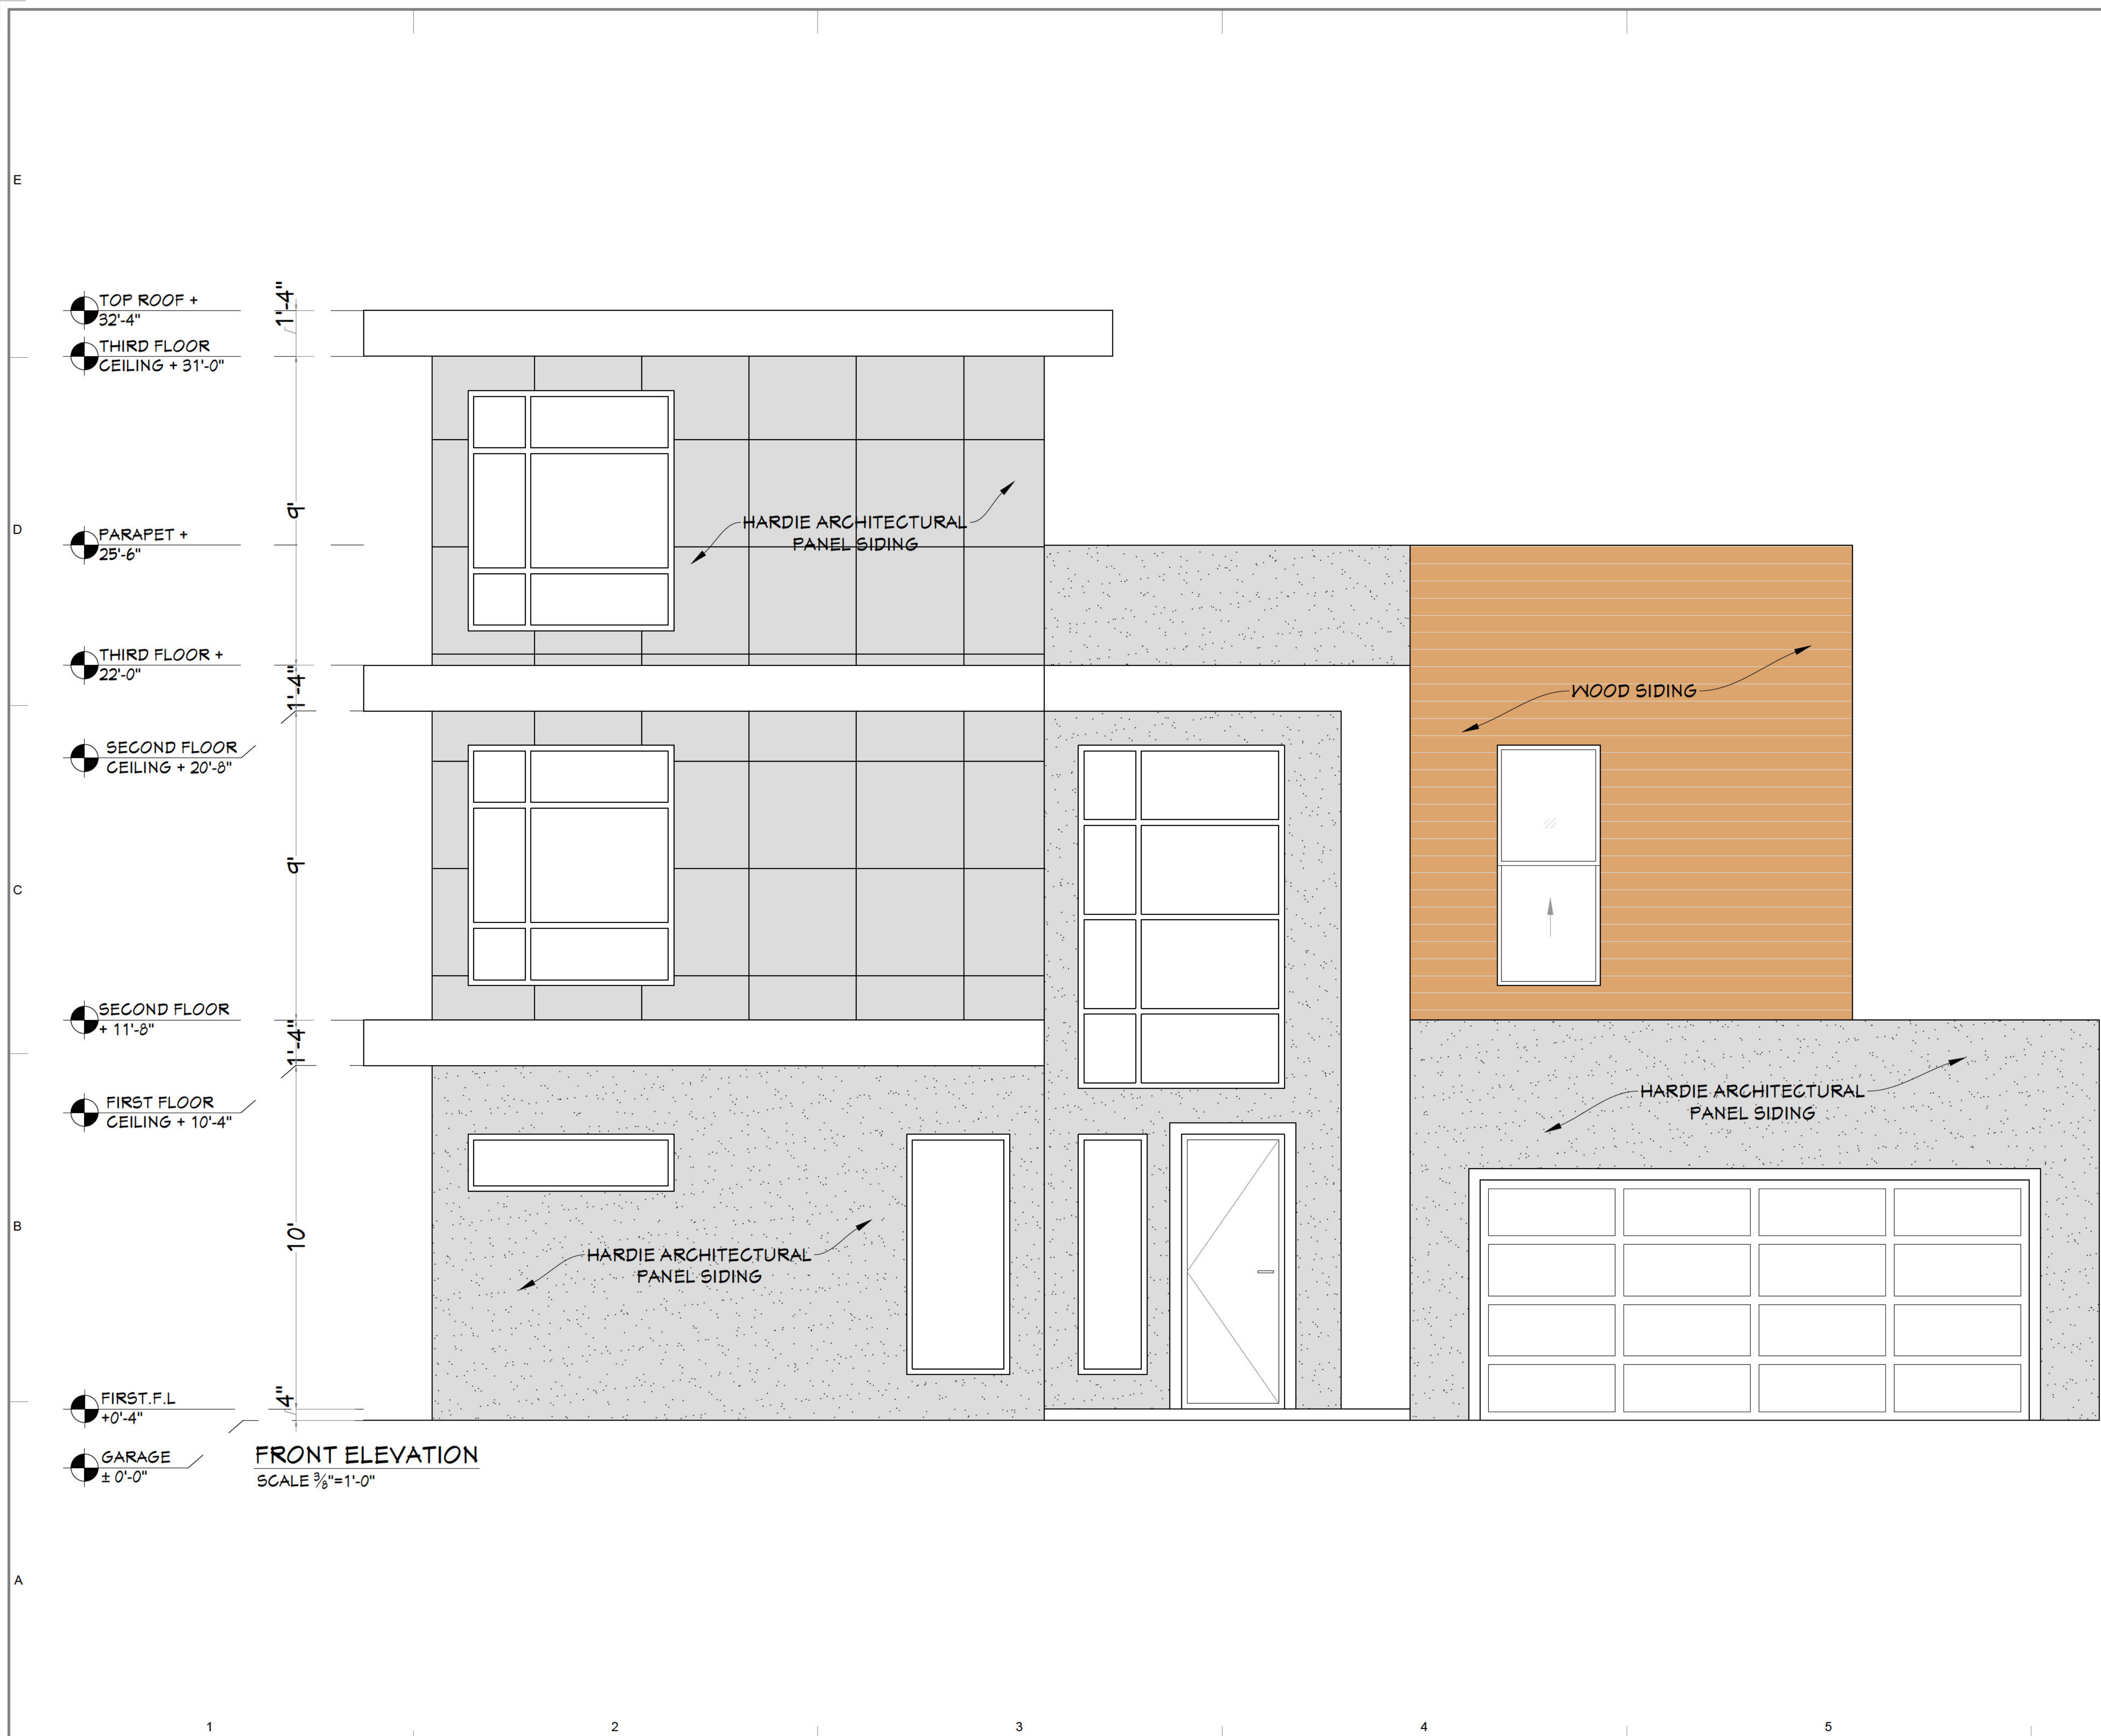 E
D
C
B
A
TOP ROOF +
32'-4"
THIRD FLOOR
CEILING + 31'-0"
PARAPET +
25'-6"
THIRD FLOOR +
22'-0"
SECOND FLOOR
CEILING + 20'-8"
SECOND FLOOR
+ 11'-8"
FIRST FLOOR
CEILING + 10'-4"
FIRST.F.L
+0'-4"
GARAGE
± 0'-0"
1'-4"
9'
1'-4"
9'
1'-4"
10'
4"
HARDIE ARCHITECTURAL
PANEL SIDING
WOOD SIDING
HARDIE ARCHITECTURAL
PANEL SIDING
HARDIE ARCHITECTURAL
PANEL SIDING
FRONT ELEVATION
SCALE ⅜"=1'-0"
1
2
3
4
5